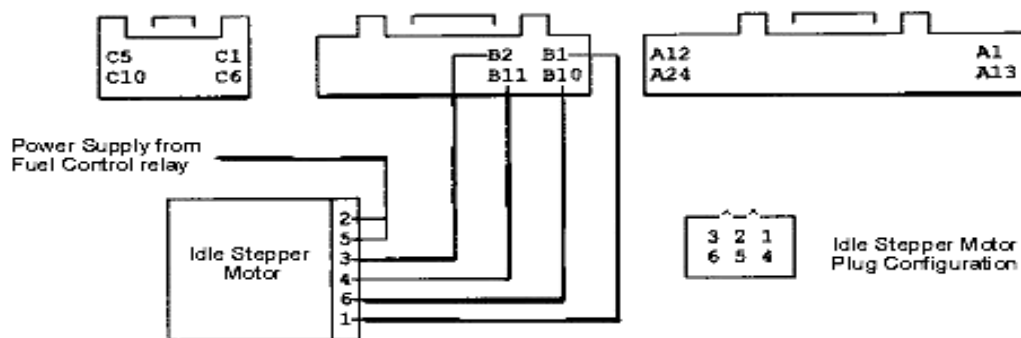 C5 C1
C10 C6
B2 B1
B11 B10
A12 A1
A24 A13
Power Supply from
Fuel Control relay
Idle Stepper
Motor
2
5
3
4
6
1
3 2 1
6 5 4
Idle Stepper Motor
Plug Configuration